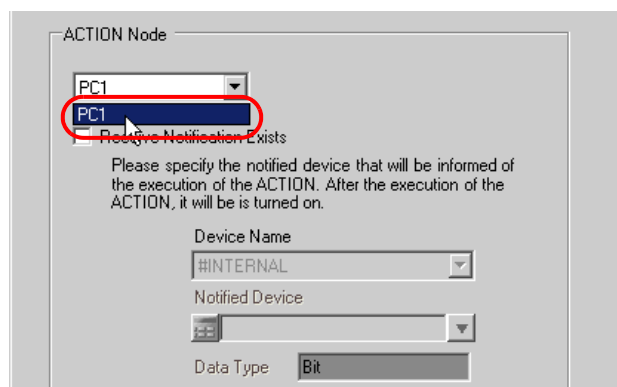 ACTION Node
PC1
PC1
Receive Notification Exists
Please specify the notified device that will be informed of
the execution of the ACTION. After the execution of the
ACTION, it will be is turned on.
Device Name
#INTERNAL
Notified Device
Data Type Bit